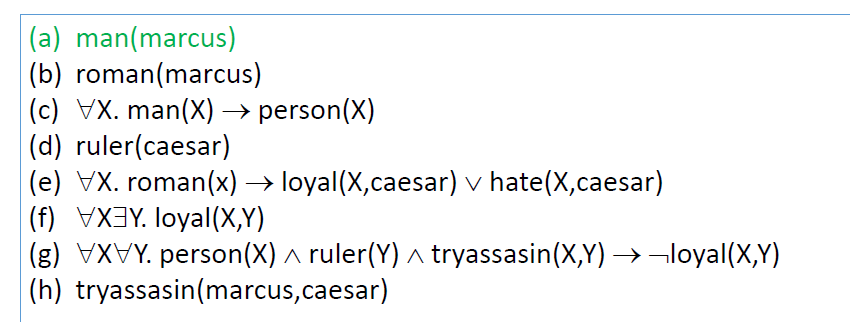 (a) man(marcus)
(b) roman(marcus)
(c) ∀X. man(X) → person(X)
(d) ruler(caesar)
(e) ∀X. roman(x) → loyal(X,caesar) ∨ hate(X,caesar)
(f) ∀X∃Y. loyal(X,Y)
(g) ∀X∀Y. person(X) ∧ ruler(Y) ∧ tryassasin(X,Y) → ¬loyal(X,Y)
(h) tryassasin(marcus,caesar)